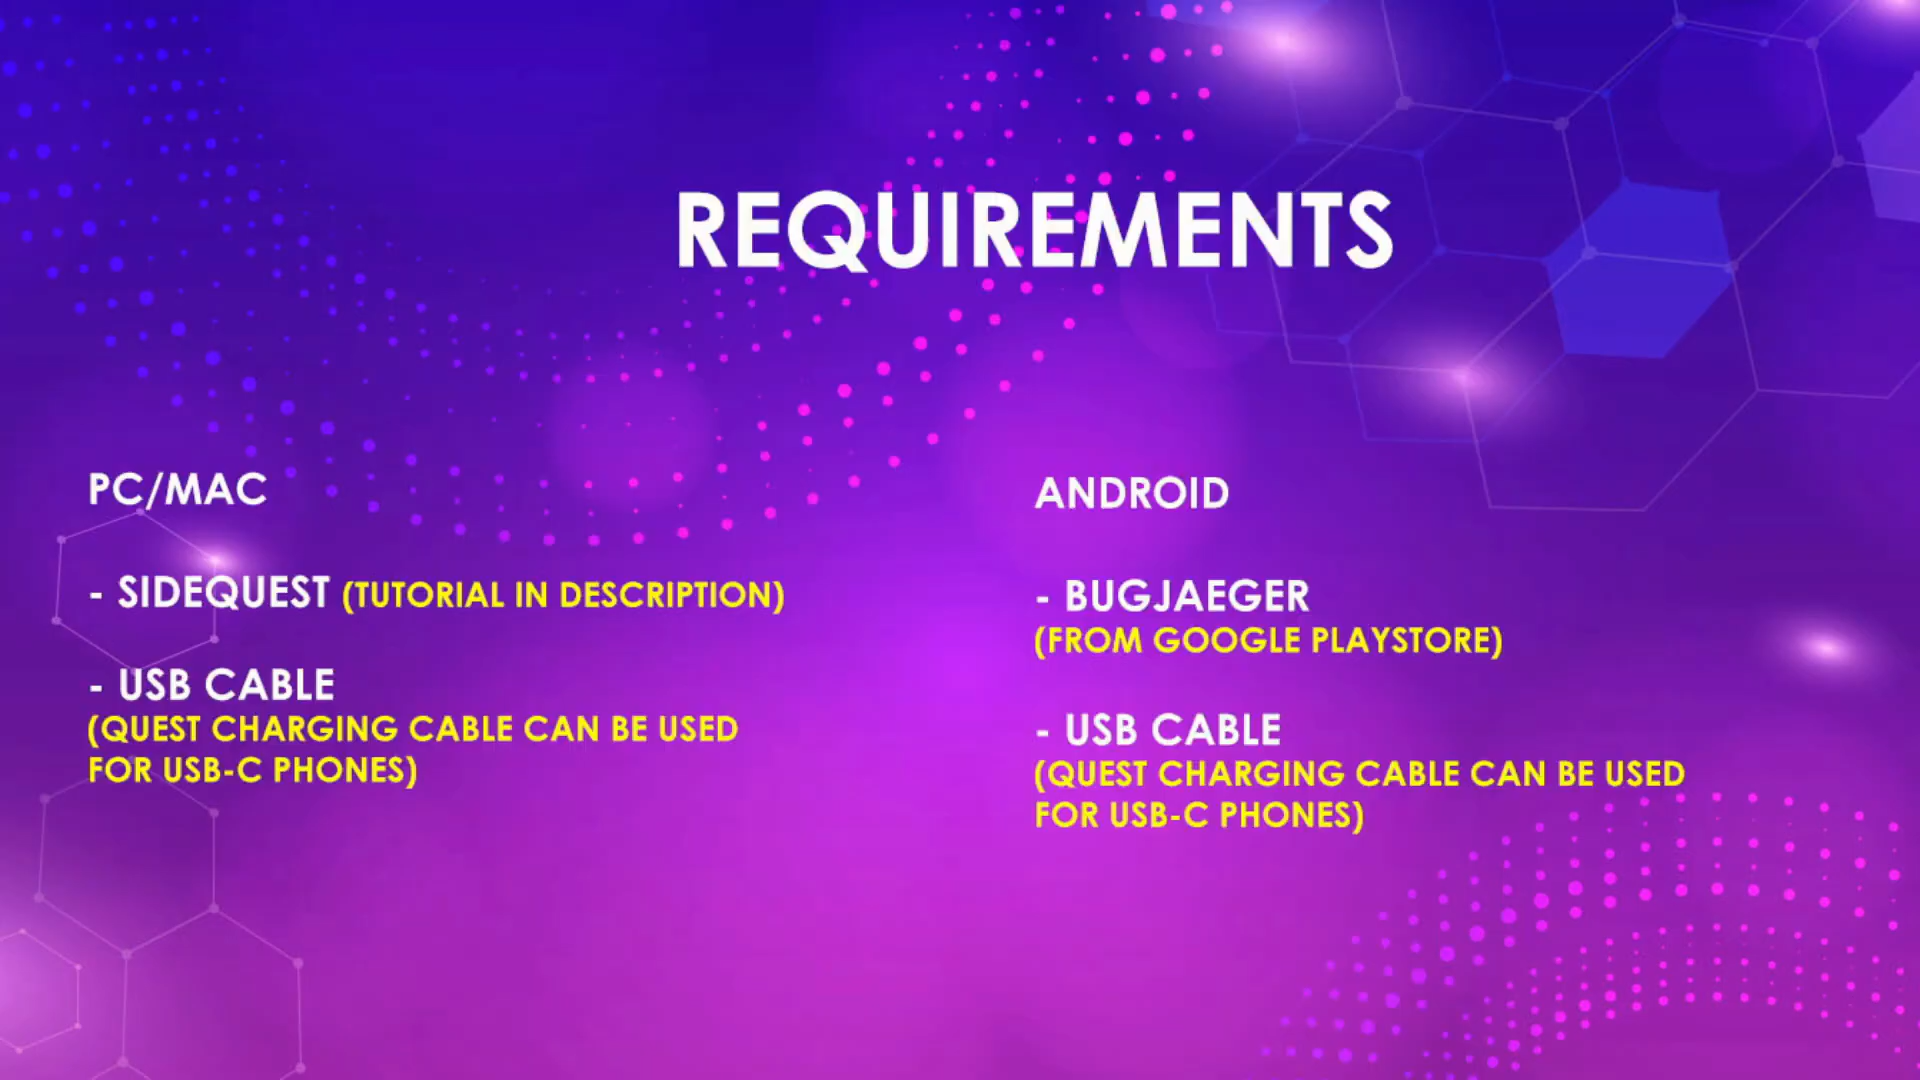 REQUIREMENTS
PC/MAC
- SIDEQUEST (TUTORIAL IN DESCRIPTION)
- USB CABLE
(QUEST CHARGING CABLE CAN BE USED
FOR USB-C PHONES)
ANDROID
- BUGJAEGER
(FROM GOOGLE PLAYSTORE)
- USB CABLE
(QUEST CHARGING CABLE CAN BE USED
FOR USB-C PHONES)